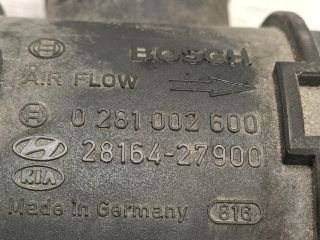 BOSCH
AIR FLOW
0 281 002 600
28164-27900
KIA
Made in Germany 816